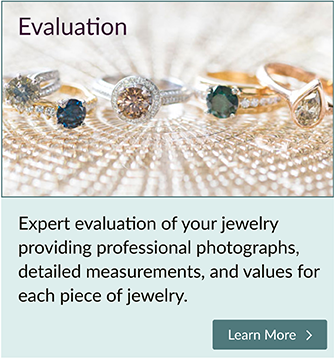 Evaluation
Expert evaluation of your jewelry
providing professional photographs,
detailed measurements, and values for
each piece of jewelry.
Learn More >